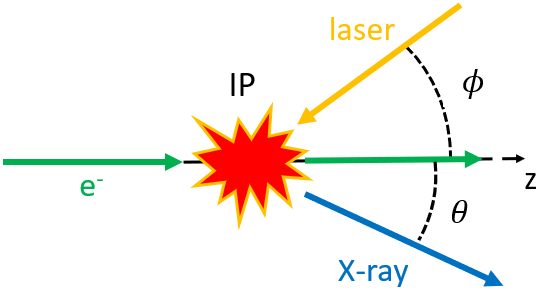 laser
IP
ϕ
e-
z
θ
X-ray